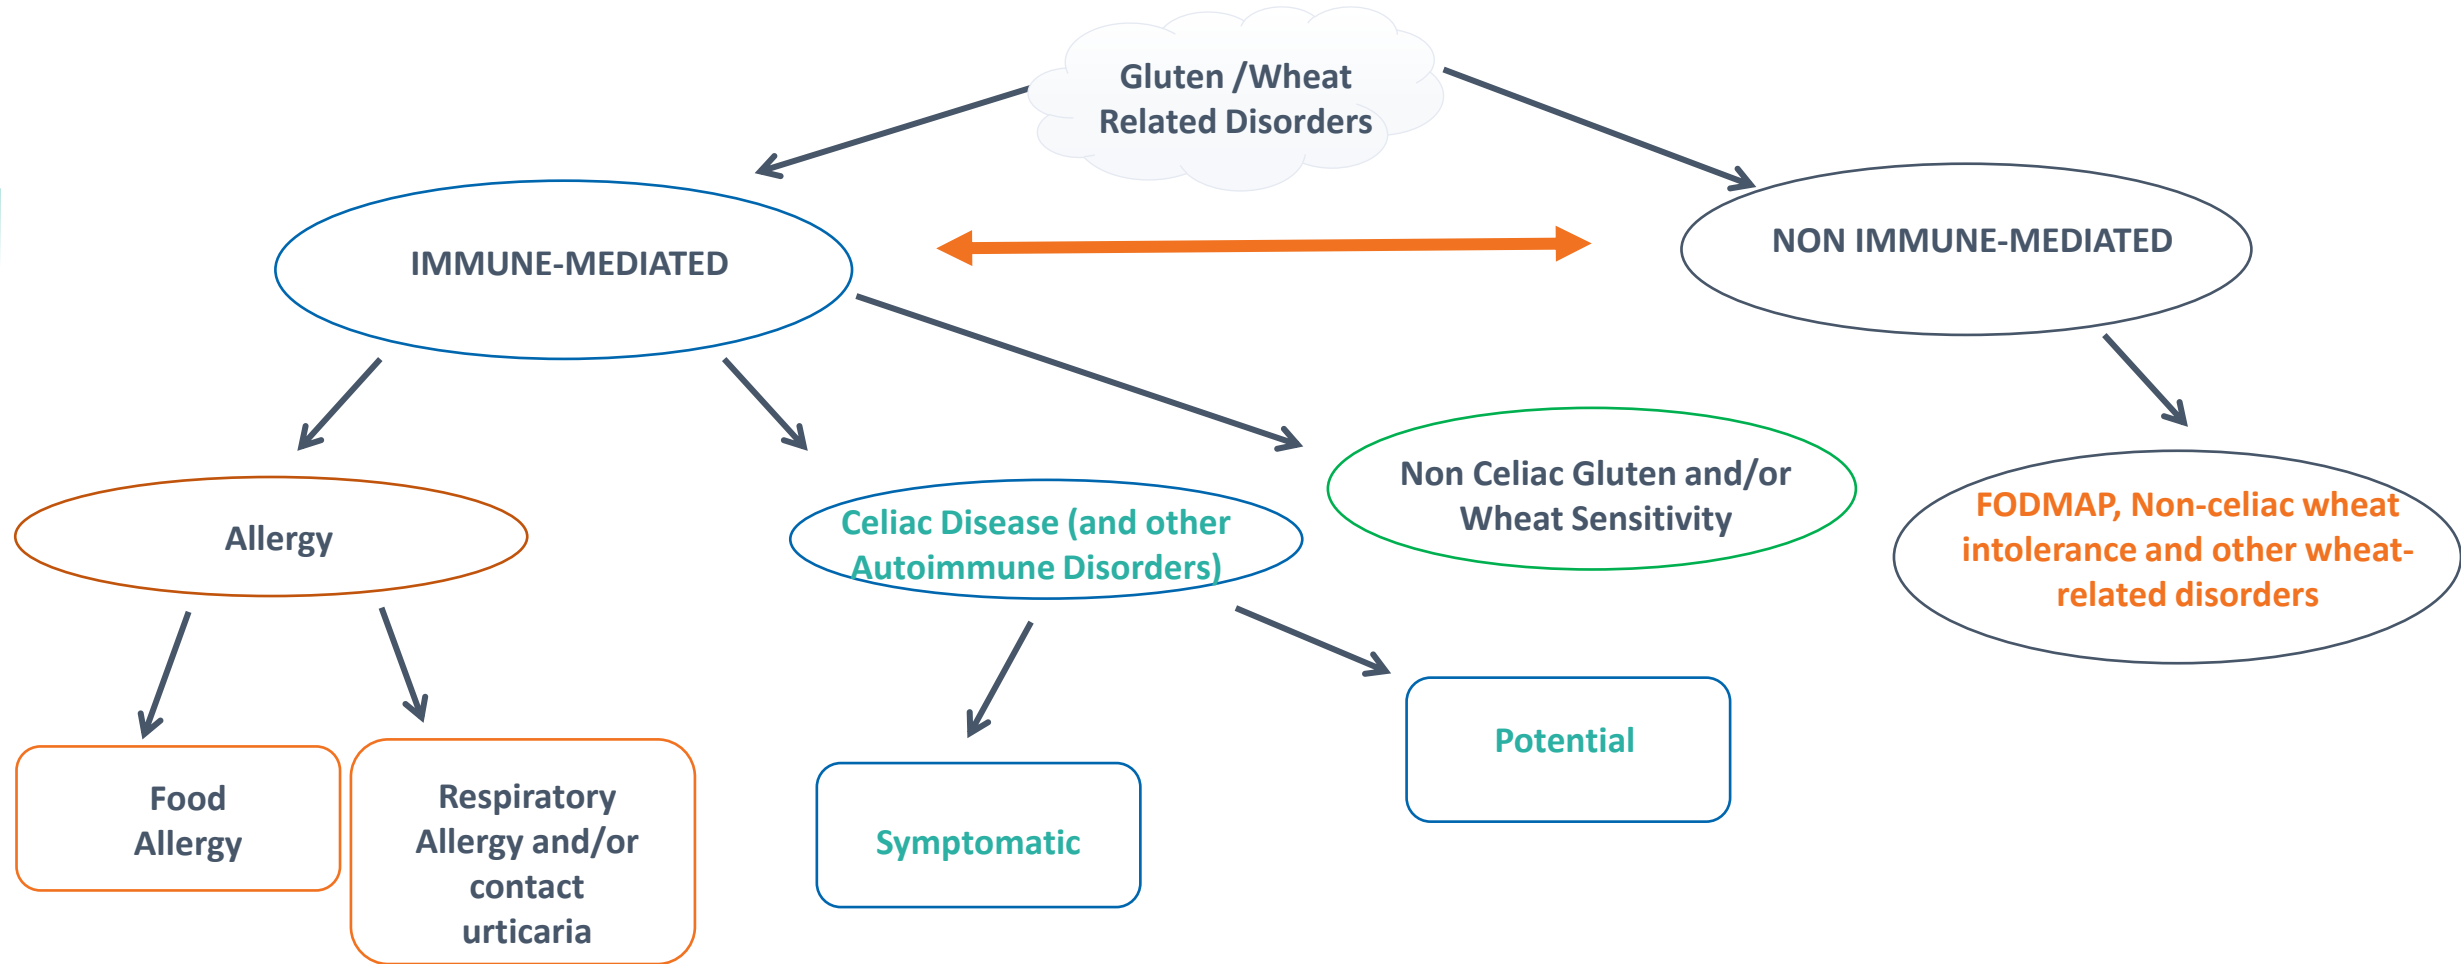 Gluten /Wheat
Related Disorders
IMMUNE-MEDIATED
NON IMMUNE-MEDIATED
Allergy
Celiac Disease (and other
Autoimmune Disorders)
Non Celiac Gluten and/or
Wheat Sensitivity
FODMAP, Non-celiac wheat
intolerance and other wheat-
related disorders
Food
Allergy
Respiratory
Allergy and/or
contact
urticaria
Symptomatic
Potential